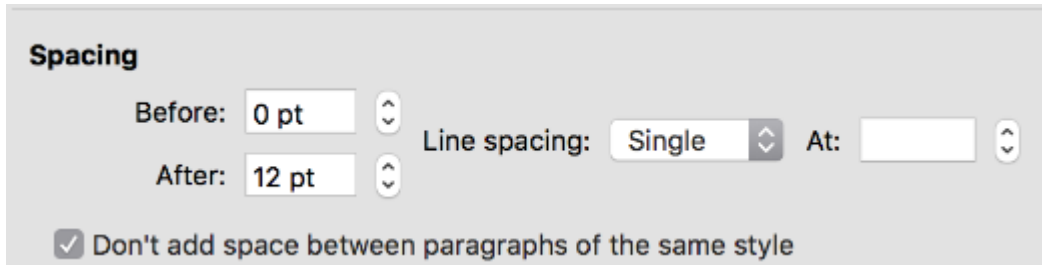 Spacing
Before: 0 pt
Line spacing: Single At:
After: 12 pt
Don't add space between paragraphs of the same style